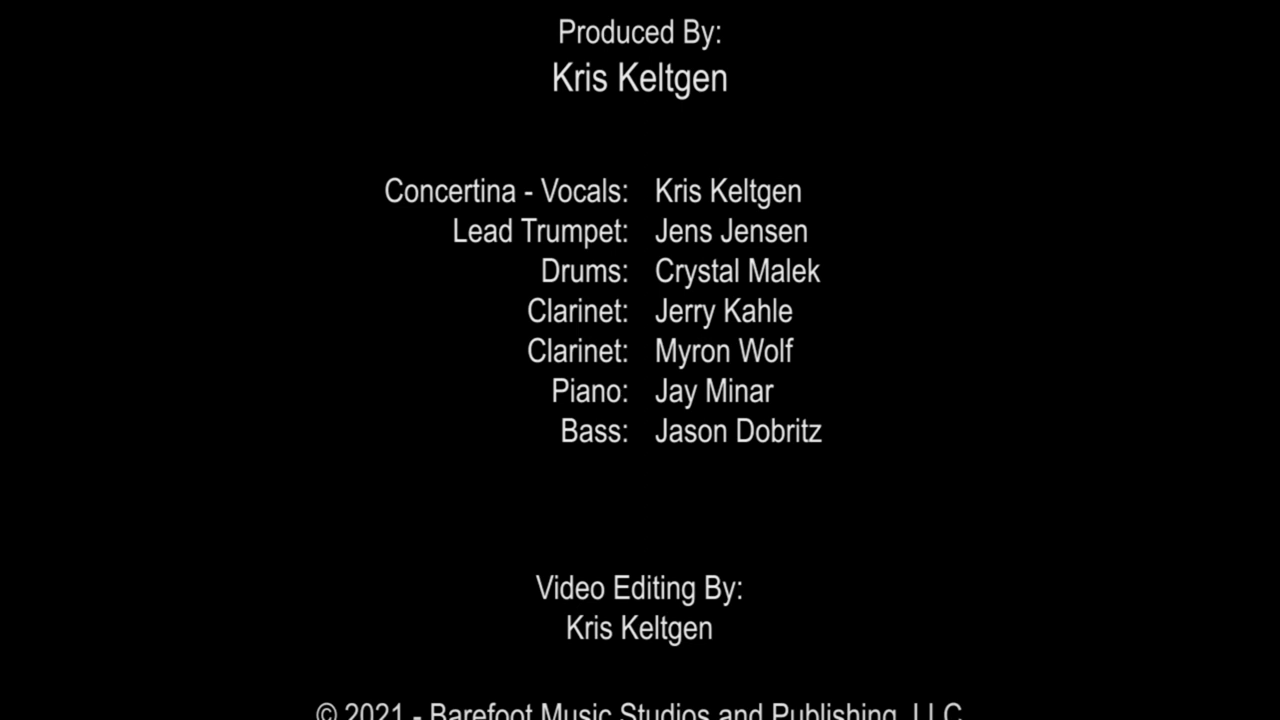 Produced By:
Kris Keltgen
Concertina - Vocals: Kris Keltgen
Lead Trumpet: Jens Jensen
Drums: Crystal Malek
Clarinet: Jerry Kahle
Clarinet: Myron Wolf
Piano: Jay Minar
Bass: Jason Dobritz
Video Editing By:
Kris Keltgen
© 2021 - Barefoot Music Studios and Publishing, LLC